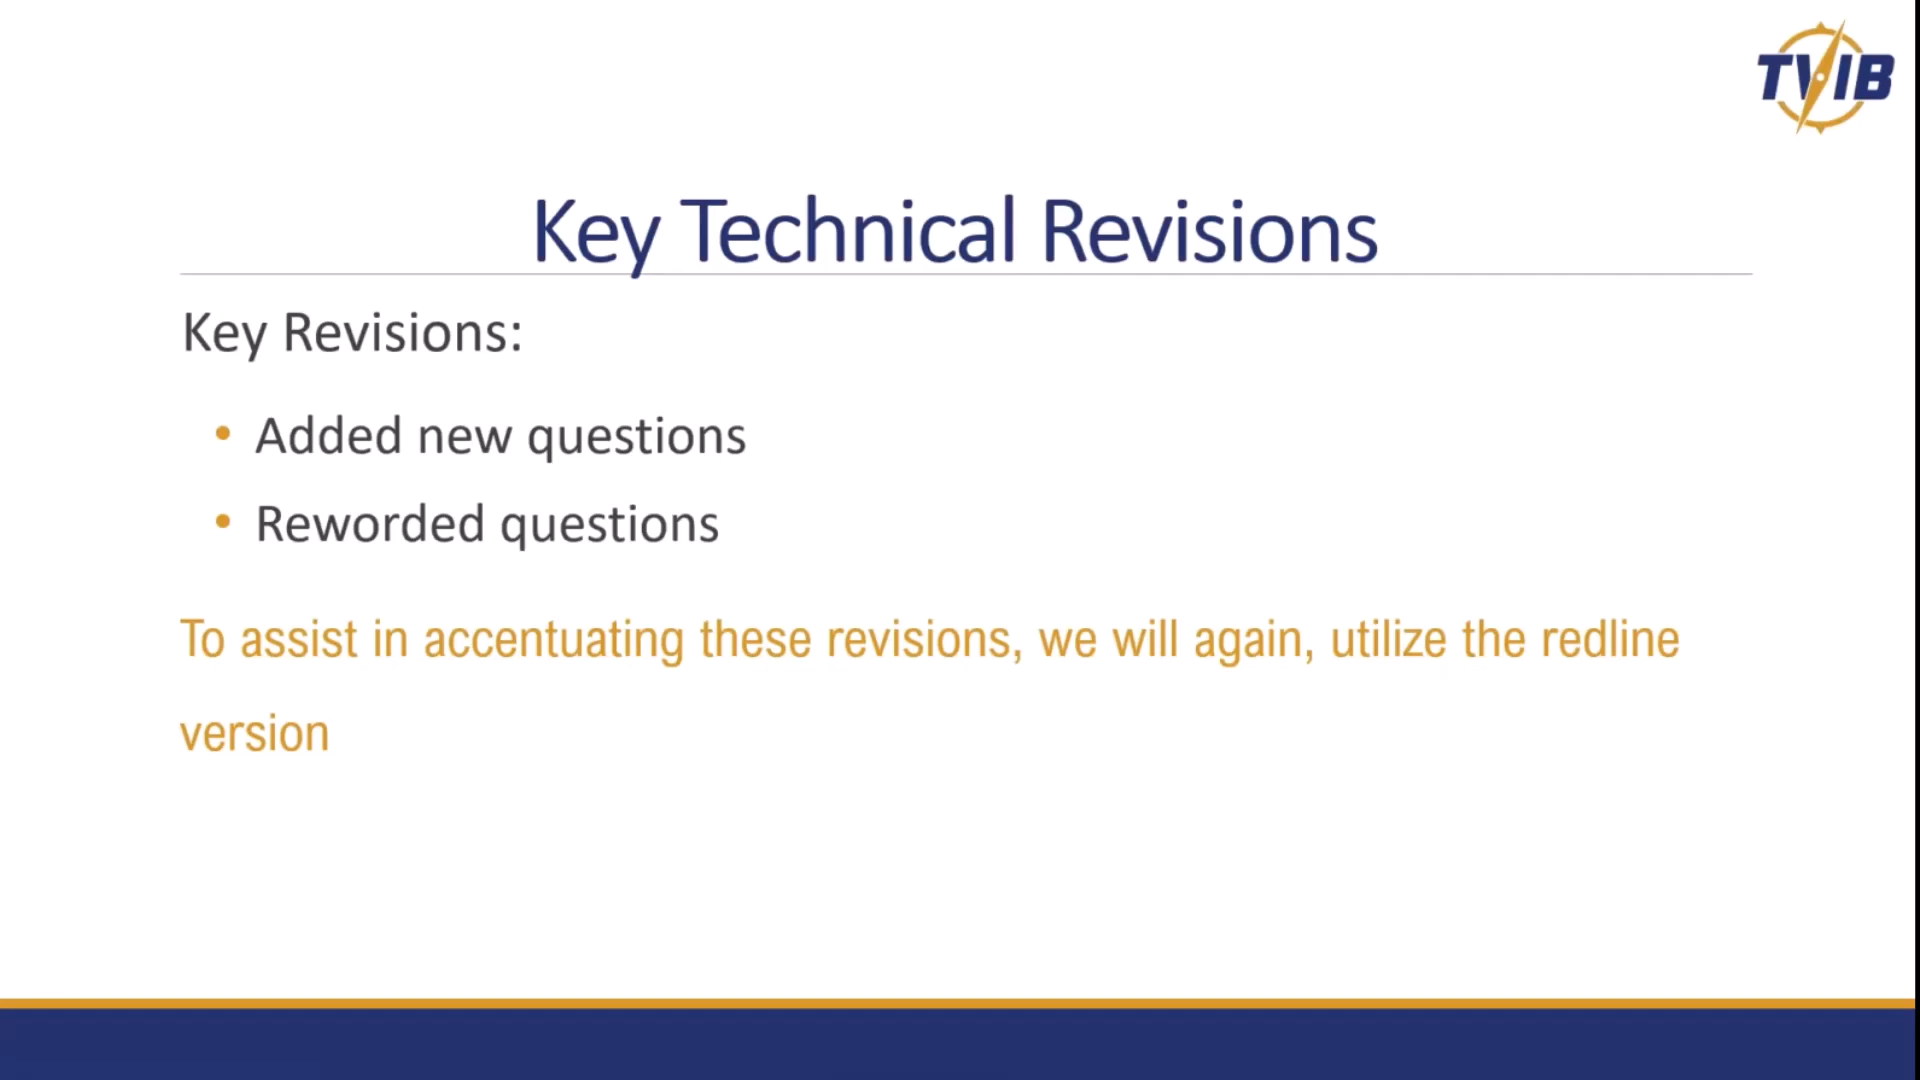 TVIB
Key Technical Revisions
Key Revisions:
• Added new questions
• Reworded questions
To assist in accentuating these revisions, we will again, utilize the redline
version